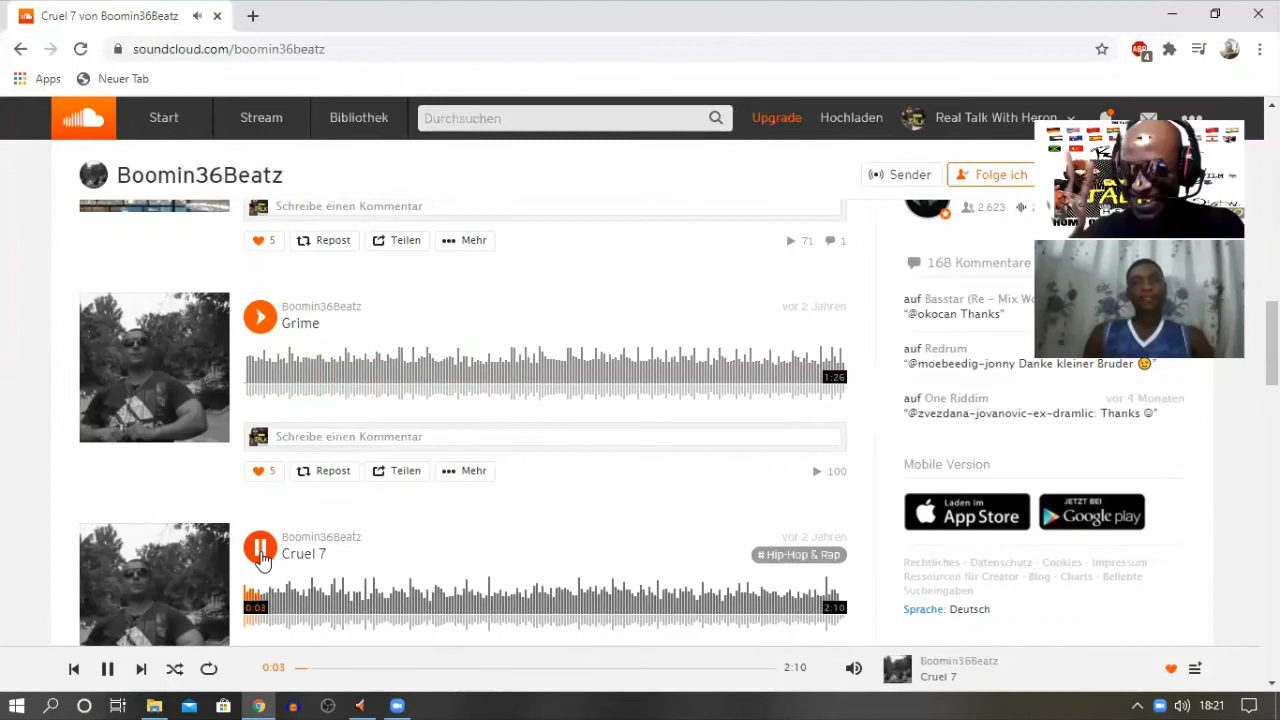 Cruel 7 von Boomin36Beatz
soundcloud.com/boomin36beatz
4
Apps
Neuer Tab
Start
Stream
Bibliothek
Durchsuchen
Upgrade
Hochladen
Real Talk With Heron
Boomin36Beatz
Sender
Folge ich
TALK
Schreibe einen Kommentar
2.623
5
Repost
Teilen
Mehr
71
1
168 Kommentare
Boomin36Beatz
vor 2 Jahren
Grime
auf Basstar (Re - Mix Wo
“@okocan Thanks”
auf Redrum
“@moebeedig-jonny Danke kleiner Bruder 😉”
1:26
auf One Riddim
vor 4 Monaten
“@zvezdana-jovanovic-ex-dramlic: Thanks ☺”
Schreibe einen Kommentar
5
Repost
Teilen
Mehr
100
Mobile Version
Laden im
App Store
JETZT BEI
Google play
Boomin36Beatz
vor 2 Jahren
Cruel 7
# Hip-Hop & Rap
0:03
2:10
Rechtliches · Datenschutz · Cookies · Impressum ·
Ressourcen für Creator · Blog · Charts · Beliebte
Sucheingaben
Sprache: Deutsch
0:03
2:10
Boomin36Beatz
Cruel 7
18:21